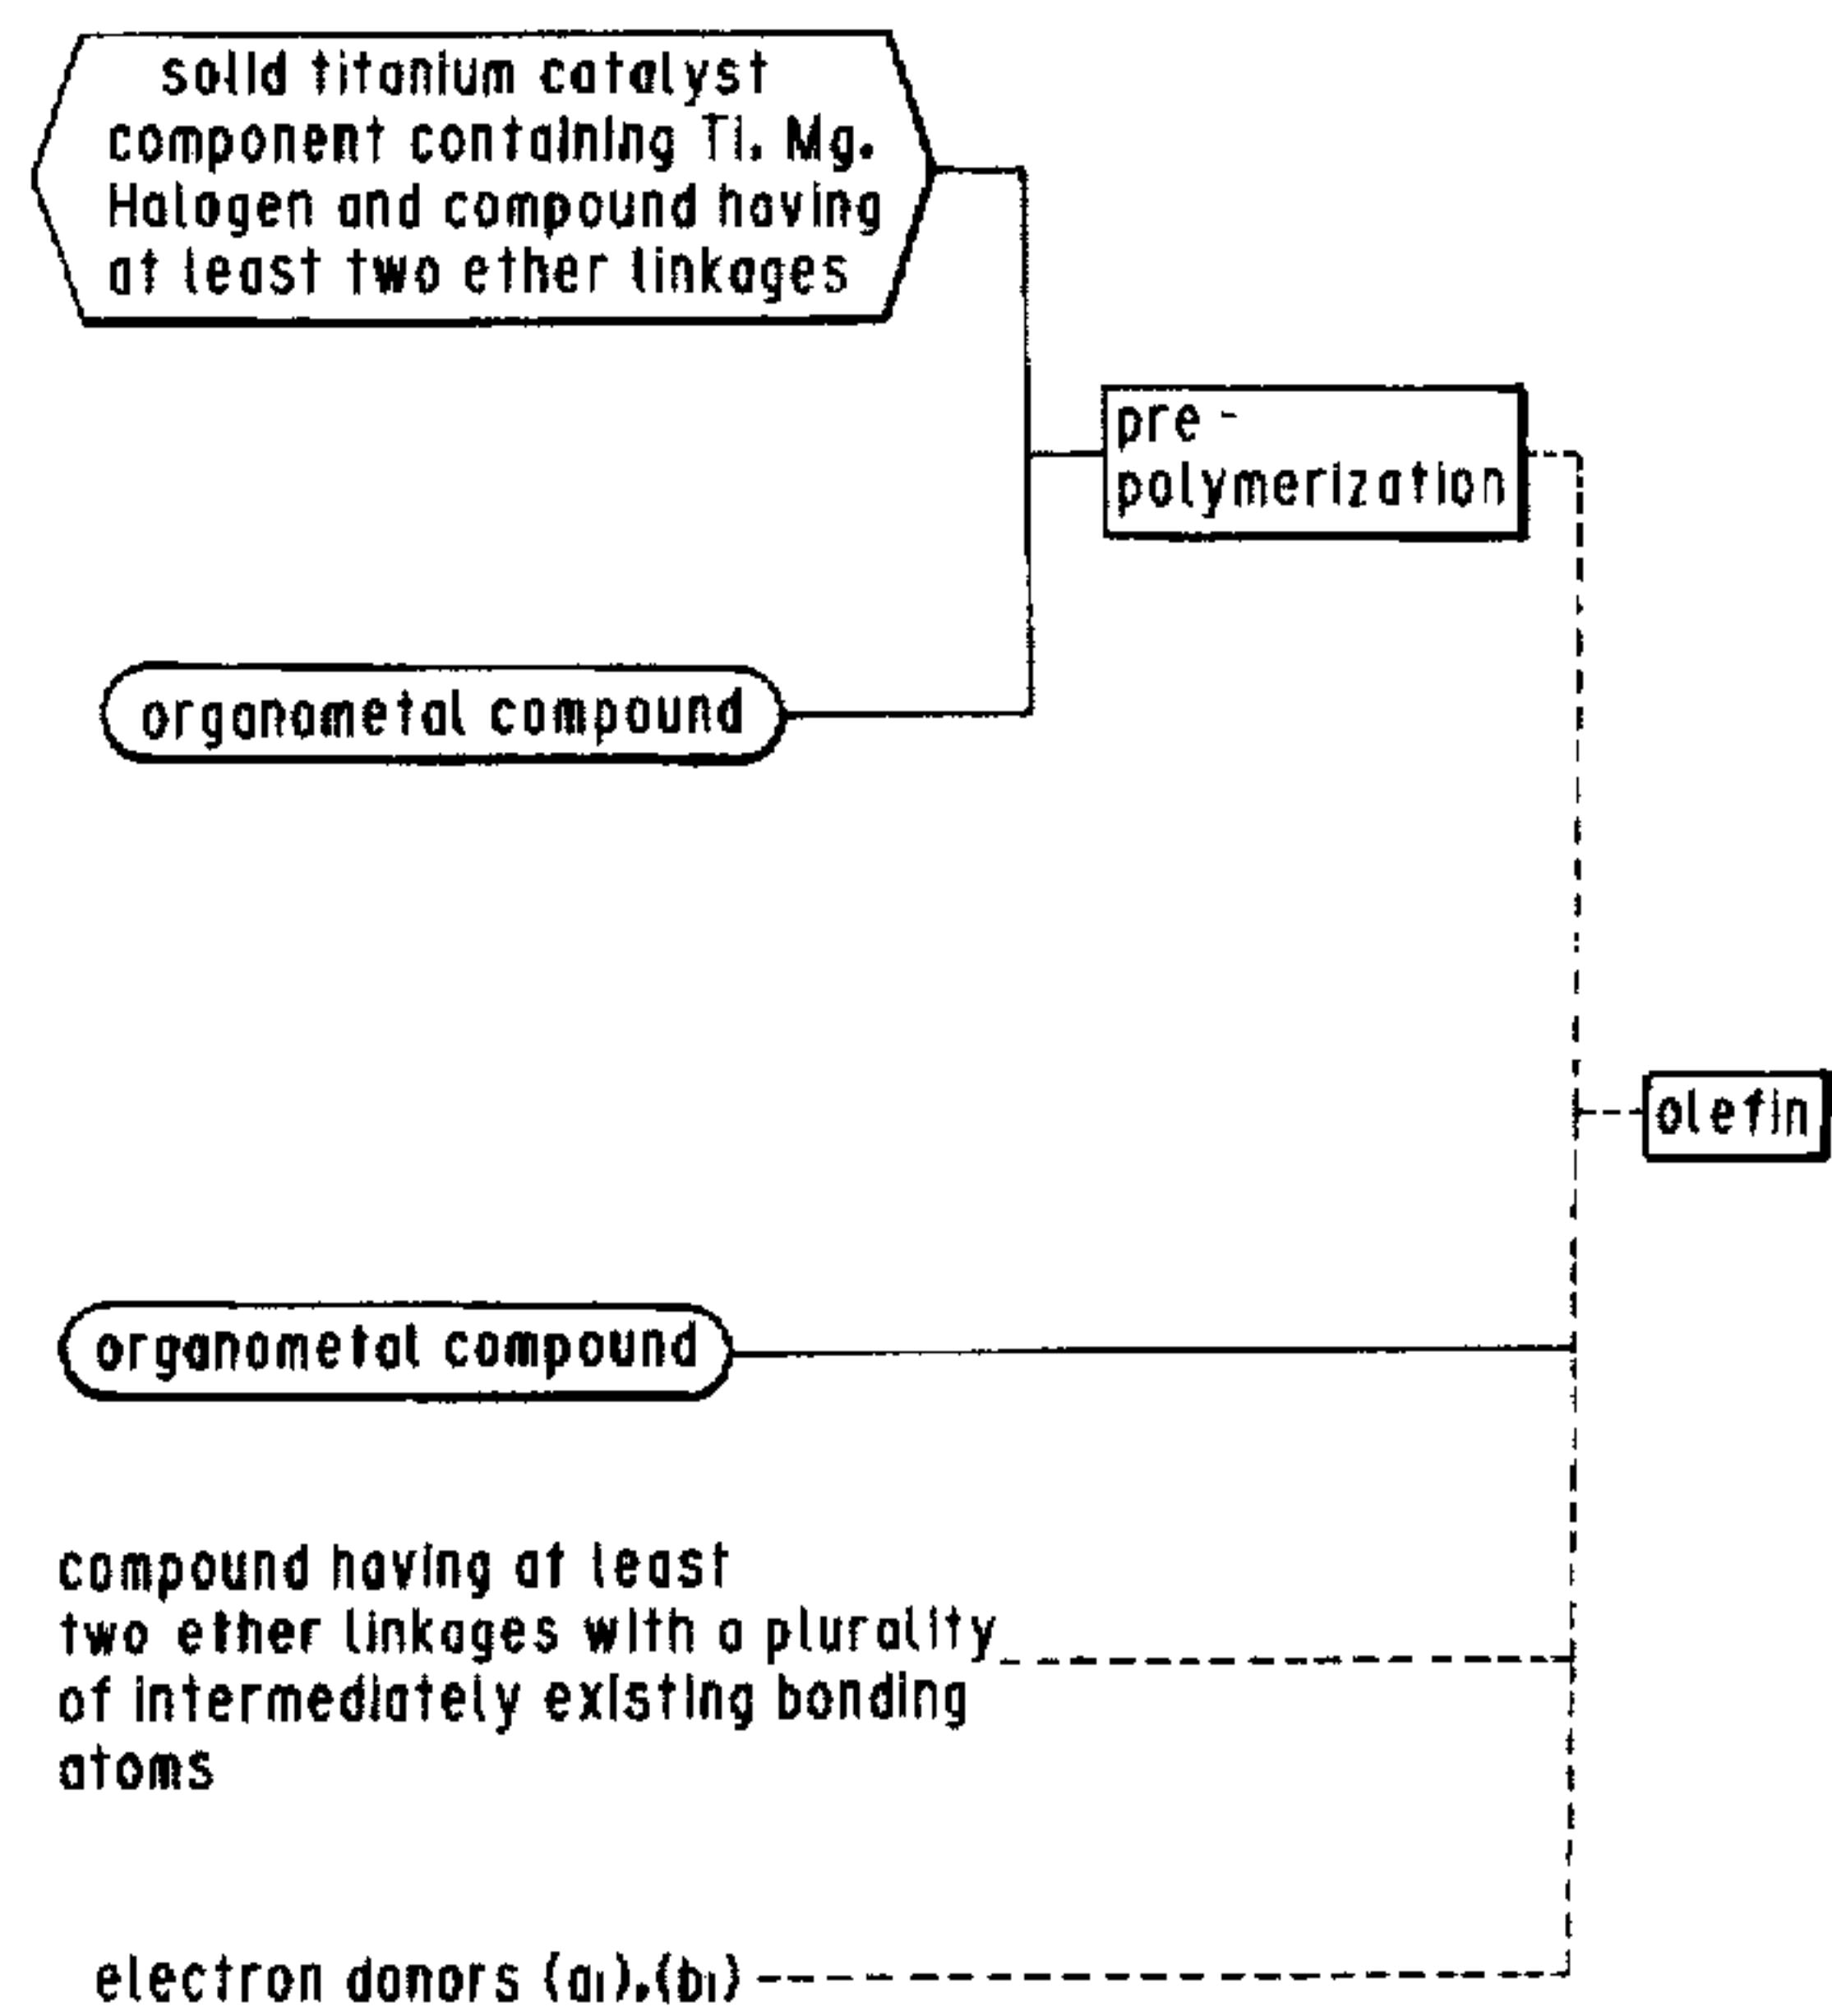 solid titanium catalyst
component containing Ti. Mg.
Halogen and compound having
at least two ether linkages
pre-
polymerization
organometal compound
olefin
organometal compound
compound having at least
two ether linkages with a plurality
of intermediately existing bonding
atoms
electron donors (a1),(b1)